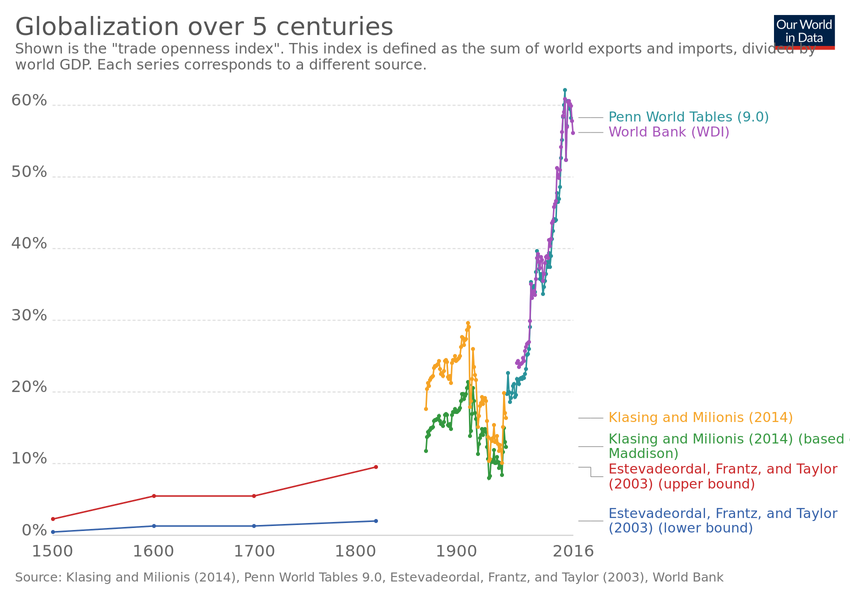 Globalization over 5 centuries
Our World
in Data
Shown is the "trade openness index". This index is defined as the sum of world exports and imports, divided by
world GDP. Each series corresponds to a different source.
60%
50%
40%
30%
20%
10%
0%
Penn World Tables (9.0)
World Bank (WDI)
Klasing and Milionis (2014)
Klasing and Milionis (2014) (based
Maddison)
Estevadeordal, Frantz, and Taylor
(2003) (upper bound)
Estevadeordal, Frantz, and Taylor
(2003) (lower bound)
1500
1600
1700
1800
1900
2016
Source: Klasing and Milionis (2014), Penn World Tables 9.0, Estevadeordal, Frantz, and Taylor (2003), World Bank